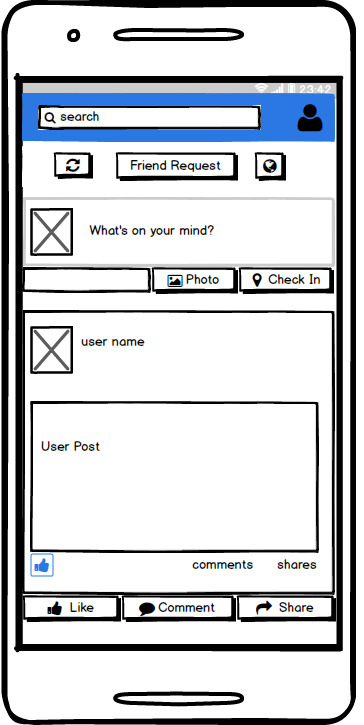 23:42
search
Friend Request
What's on your mind?
Photo
Check In
user name
User Post
comments shares
Like
Comment
Share